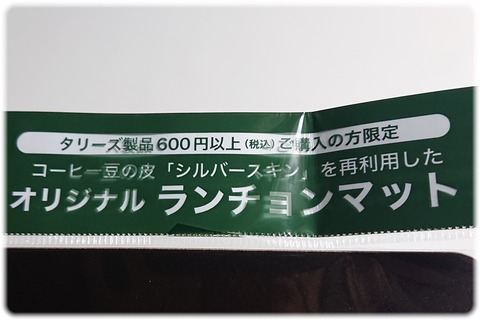 タリーズ製品600円以上(税込)ご購入の方限定
コーヒー豆の皮「シルバースキン」を再利用した
オリジナル ランチョンマット